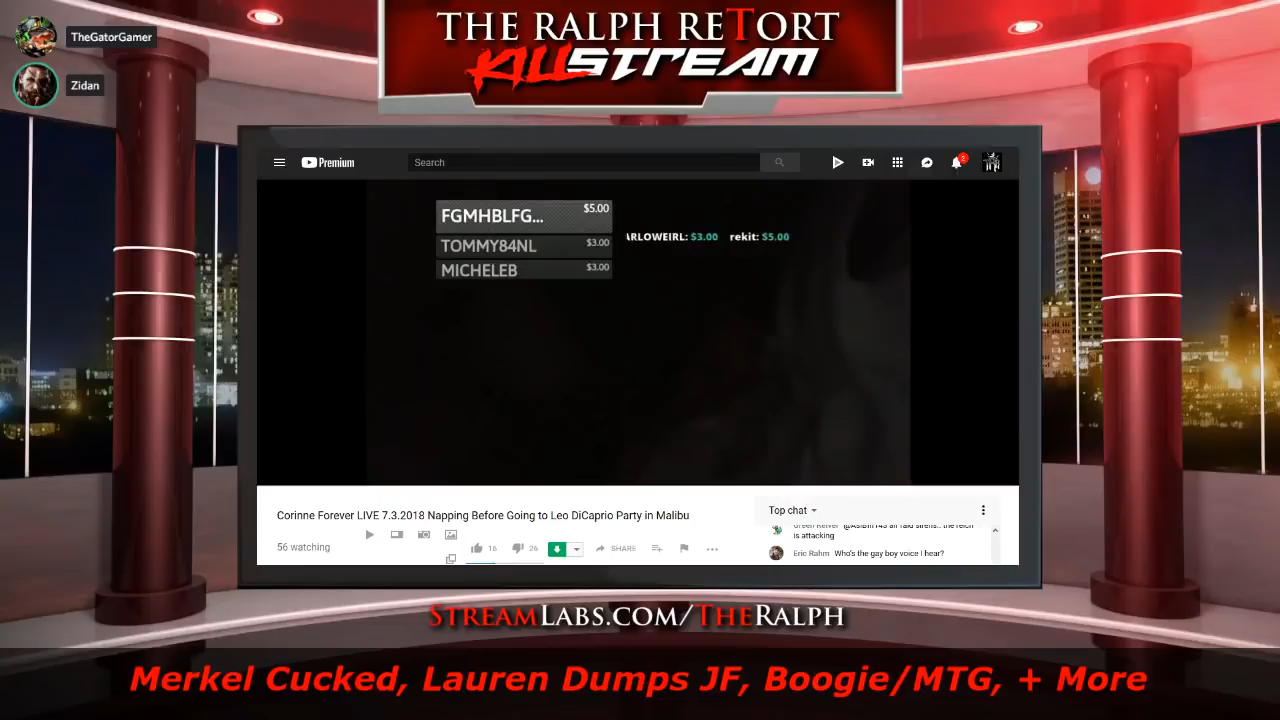 TheGatorGamer
Zidan
THE RALPH RETORT
KILLSTREAM
Premium
Search
2
FGMHBLFG... $5.00
TOMMY84NL $3.00
MICHELEB $3.00
ARLOWEIRL: $3.00 rekit: $5.00
Corinne Forever LIVE 7.3.2018 Napping Before Going to Leo DiCaprio Party in Malibu
56 watching
16 26 SHARE
Top chat
is attacking
Eric Rahm Who's the gay boy voice I hear?
STREAMLABS.COM/THERALPH
Merkel Cucked, Lauren Dumps JF, Boogie/MTG, + More